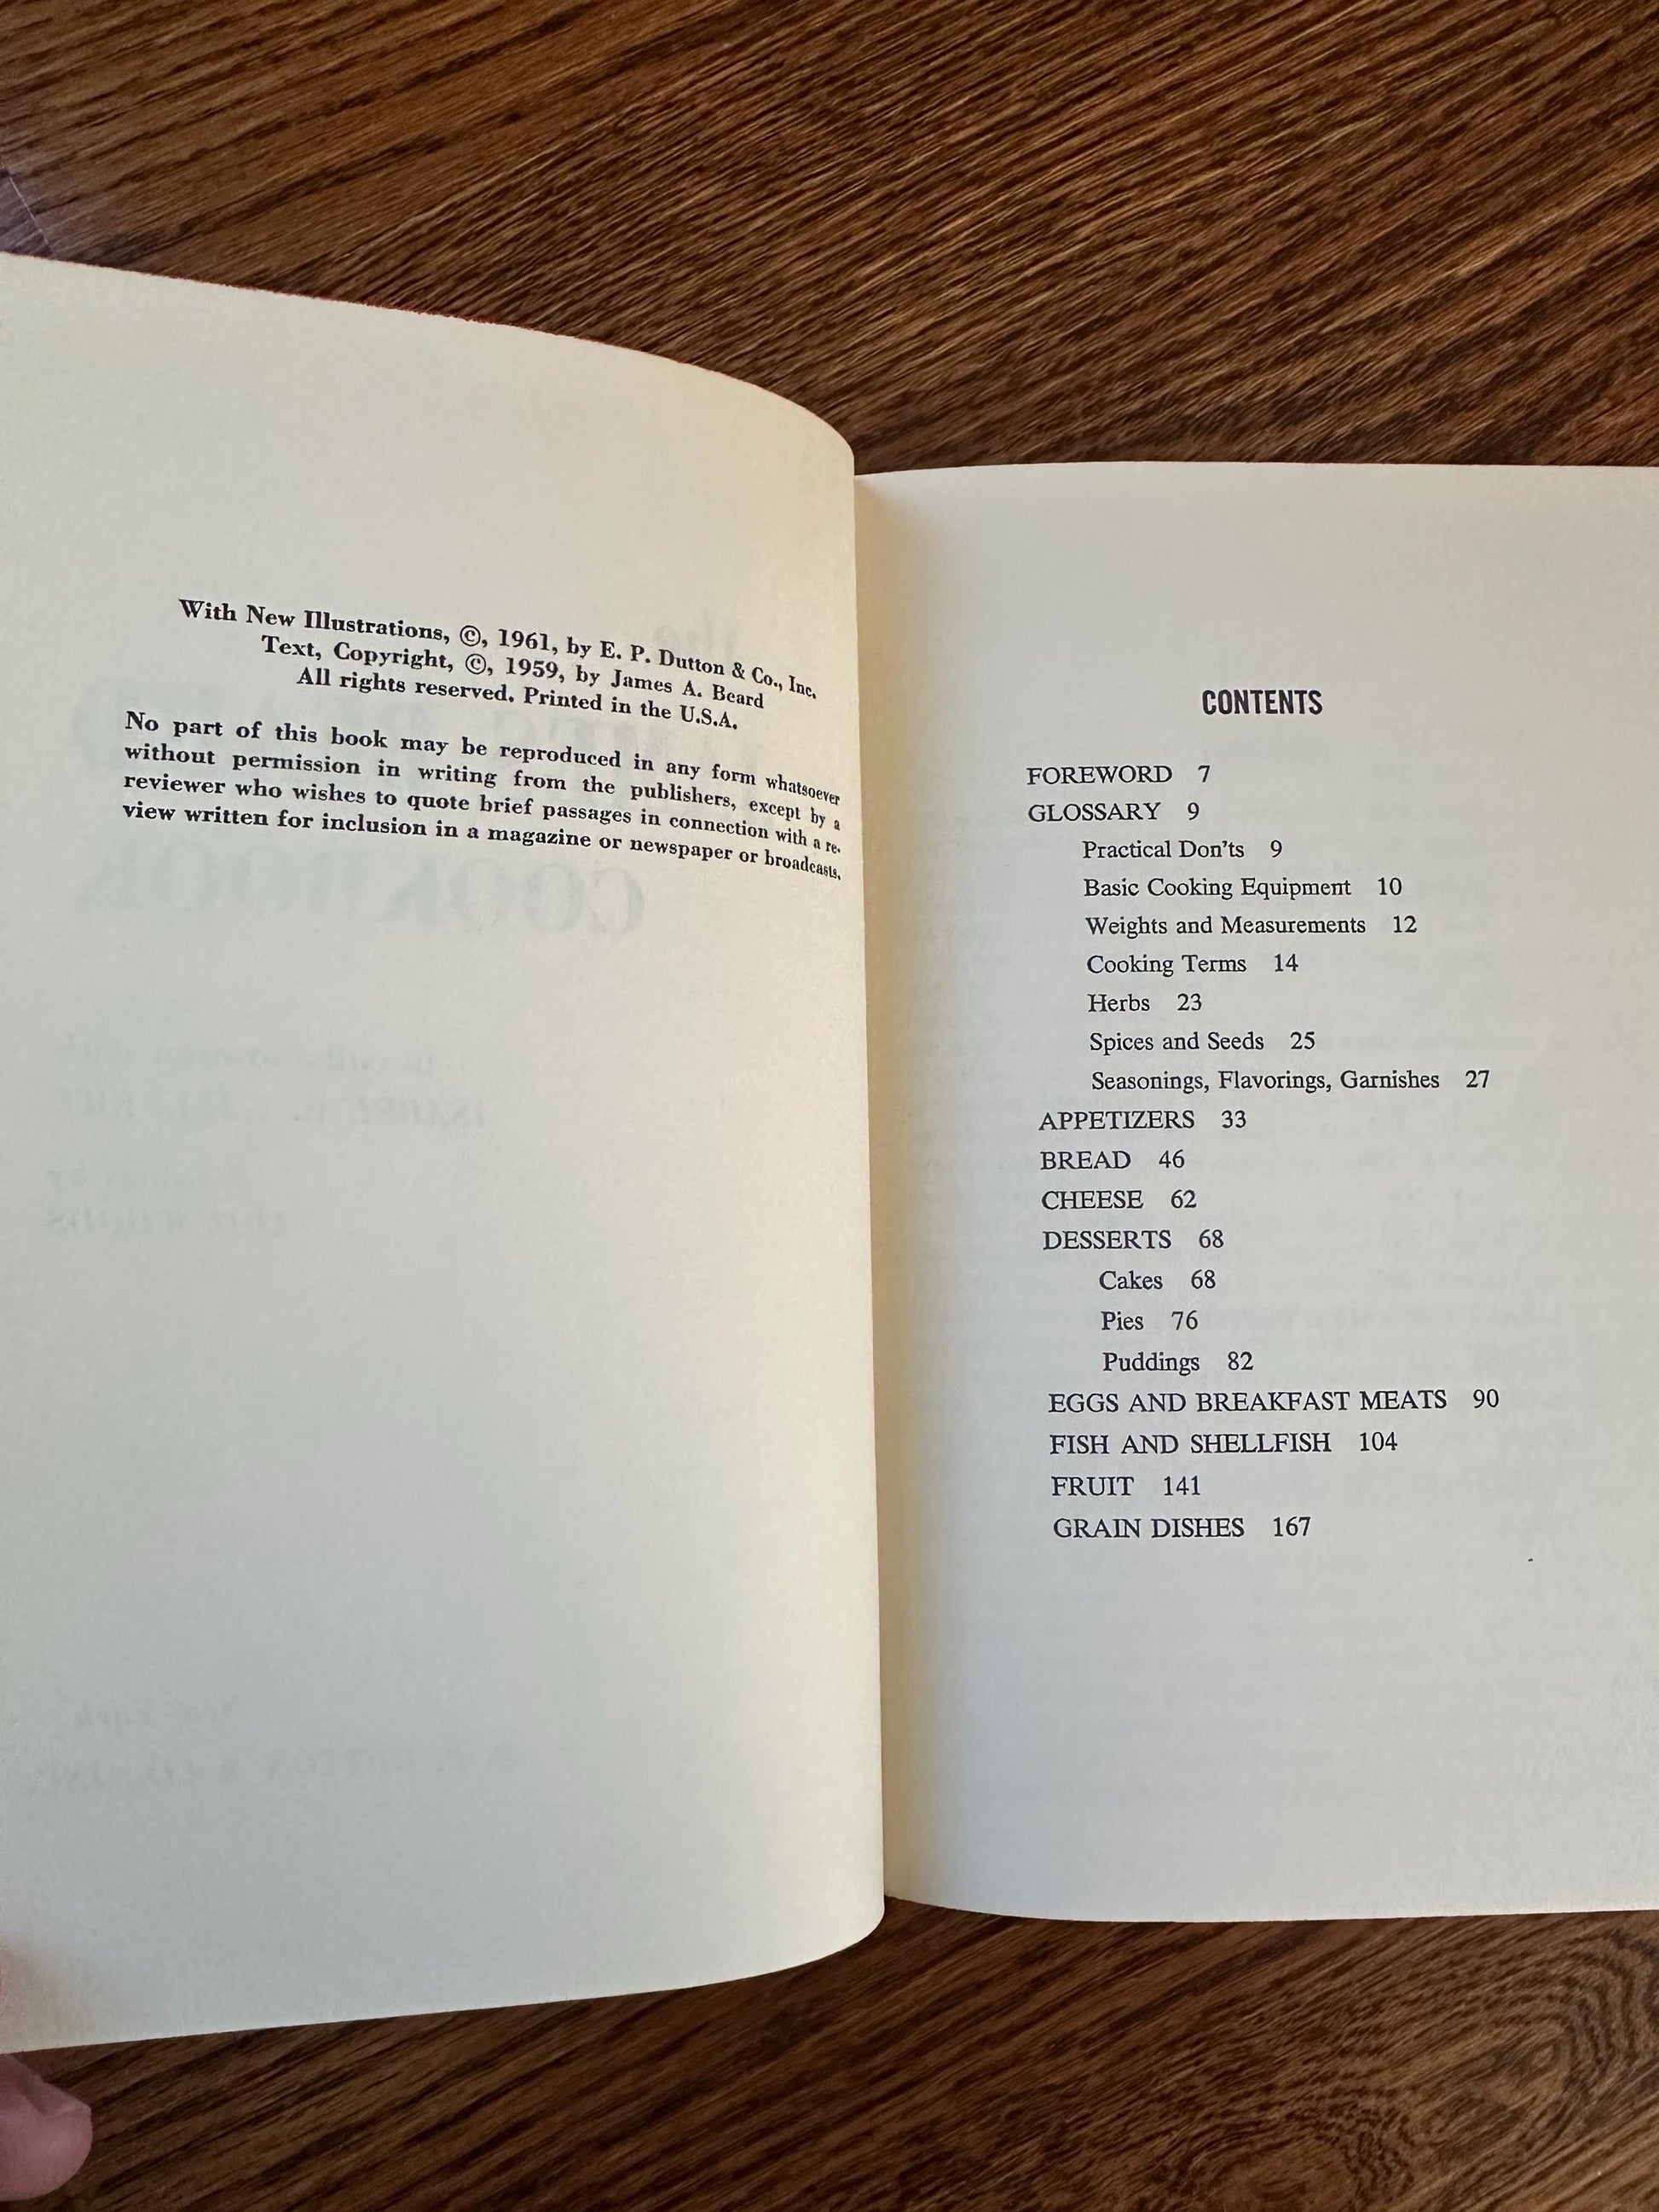 With New Illustrations, ©, 1961, by E. P. Dutton & Co., Inc.
Text, Copyright, ©, 1959, by James A. Beard
All rights reserved. Printed in the U.S.A.
No part of this book may be reproduced in any form whatsoever
without permission in writing from the publishers, except by a
reviewer who wishes to quote brief passages in connection with a re-
view written for inclusion in a magazine or newspaper or broadcasts.
CONTENTS
FOREWORD 7
GLOSSARY 9
Practical Don'ts 9
Basic Cooking Equipment 10
Weights and Measurements 12
Cooking Terms 14
Herbs 23
Spices and Seeds 25
Seasonings, Flavorings, Garnishes 27
APPETIZERS 33
BREAD 46
CHEESE 62
DESSERTS 68
Cakes 68
Pies 76
Puddings 82
EGGS AND BREAKFAST MEATS 90
FISH AND SHELLFISH 104
FRUIT 141
GRAIN DISHES 167